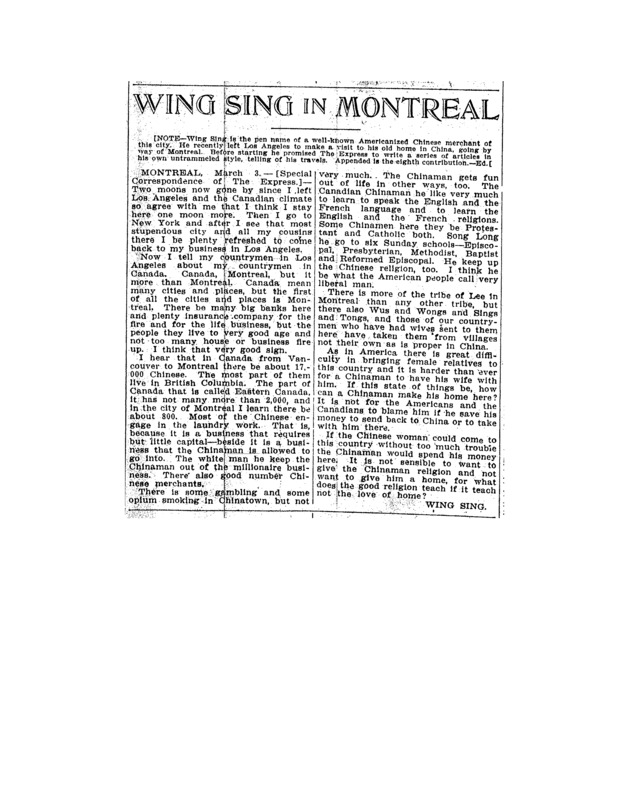 WING SING IN MONTREAL
[NOTE—Wing Sing is the pen name of a well-known Americanized Chinese merchant of
this city. He recently left Los Angeles to make a visit to his old home in China, going by
way of Montreal. Before starting he promised The Express to write a series of articles in
his own untrammeled style, telling of his travels. Appended is the eighth contribution.—Ed.[
MONTREAL, March 3. — [Special
Correspondence of The Express.]—
Two moons now gone by since I left
Los Angeles and the Canadian climate
so agree with me that I think I stay
here one moon more. Then I go to
New York and after I see that most
stupendous city and all my cousins
there I be plenty refreshed to come
back to my business in Los Angeles.
Now I tell my countrymen in Los
Angeles about my countrymen in
Canada. Canada, Montreal, but it
more than Montreal. Canada mean
many cities and places, but the first
of all the cities and places is Mon-
treal. There be many big banks here
and plenty insurance company for the
fire and for the life business, but the
people they live to very good age and
not too many house or business fire
up. I think that very good sign.
I hear that in Canada from Van-
couver to Montreal there be about 17,-
000 Chinese. The most part of them
live in British Columbia. The part of
Canada that is called Eastern Canada,
it has not many more than 2,000, and
in the city of Montreal I learn there be
about 800. Most of the Chinese en-
gage in the laundry work. That is,
because it is a business that requires
but little capital—beside it is a busi-
ness that the Chinaman is allowed to
go into. The white man he keep the
Chinaman out of the millionaire busi-
ness. There also good number Chi-
nese merchants.
There is some gambling and some
opium smoking in Chinatown, but not
very much. The Chinaman gets fun
out of life in other ways, too. The
Canadian Chinaman he like very much
to learn to speak the English and the
French language and to learn the
English and the French religions.
Some Chinamen here they be Protes-
tant and Catholic both. Song Long
he go to six Sunday schools—Episco-
pal, Presbyterian, Methodist, Baptist
and Reformed Episcopal. He keep up
the Chinese religion, too. I think he
be what the American people call very
liberal man.
There is more of the tribe of Lee in
Montreal than any other tribe, but
there also Wus and Wongs and Sings
and Tongs, and those of our country-
men who have had wives sent to them
here have taken them from villages
not their own as is proper in China.
As in America there is great diffi-
culty in bringing female relatives to
this country and it is harder than ever
for a Chinaman to have his wife with
him. If this state of things be, how
can a Chinaman make his home here?
It is not for the Americans and the
Canadians to blame him if he save his
money to send back to China or to take
with him there.
If the Chinese woman could come to
this country without too much trouble
the Chinaman would spend his money
here. It is not sensible to want to
give the Chinaman religion and not
want to give him a home, for what
does the good religion teach if it teach
not the love of home?
WING SING.